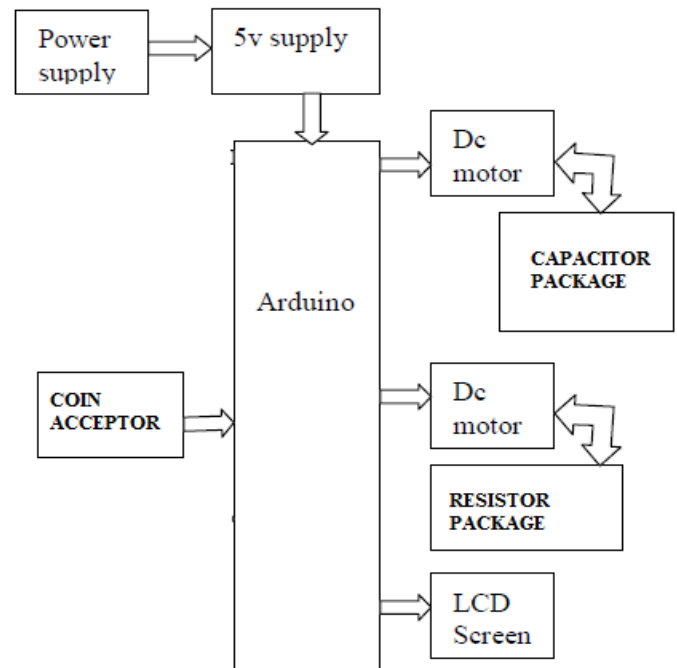 Power
supply
5v supply
Dc
motor
CAPACITOR
PACKAGE
Arduino
COIN
ACCEPTOR
Dc
motor
RESISTOR
PACKAGE
LCD
Screen